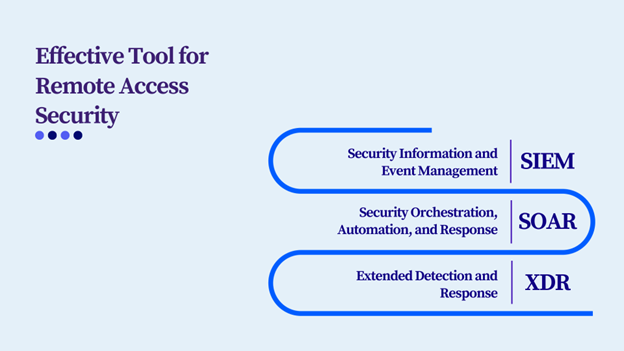 Effective Tool for
Remote Access
Security
Security Information and
Event Management
SIEM
Security Orchestration,
Automation, and Response
SOAR
Extended Detection and
Response
XDR